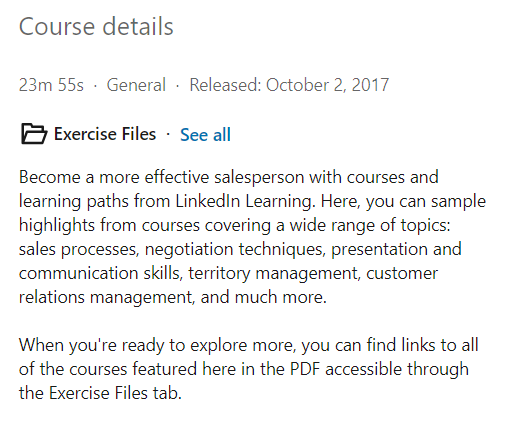 Course details
23m 55s · General · Released: October 2, 2017
Exercise Files · See all
Become a more effective salesperson with courses and
learning paths from LinkedIn Learning. Here, you can sample
highlights from courses covering a wide range of topics:
sales processes, negotiation techniques, presentation and
communication skills, territory management, customer
relations management, and much more.
When you're ready to explore more, you can find links to all
of the courses featured here in the PDF accessible through
the Exercise Files tab.